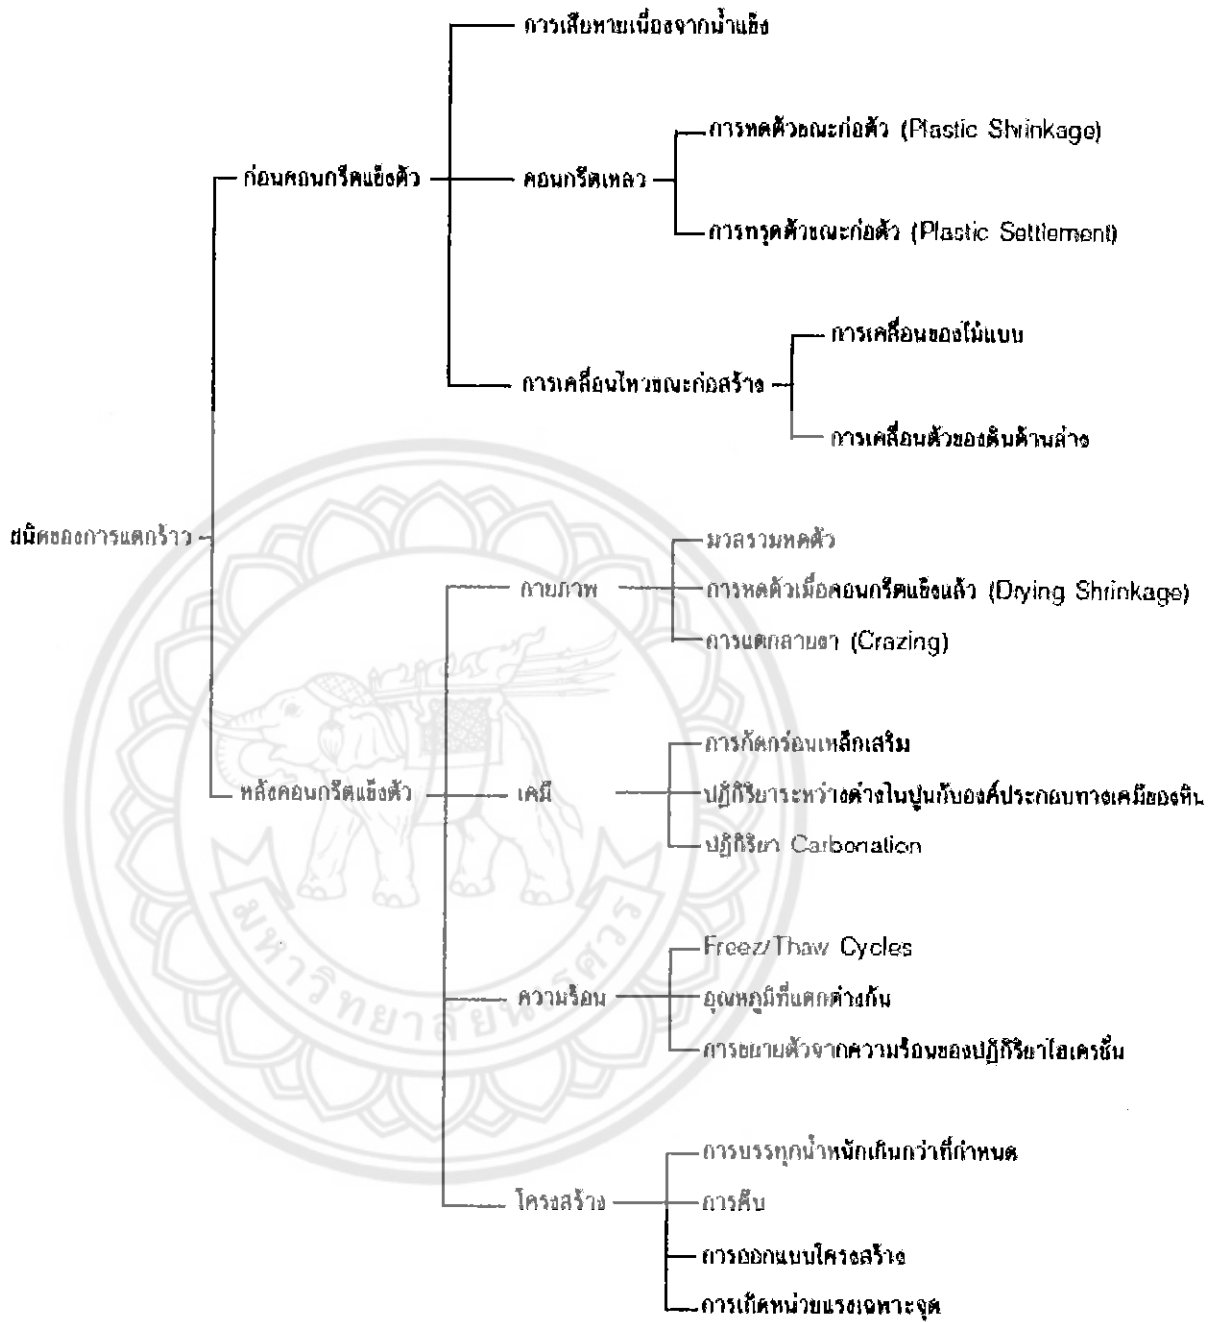 การเสียหายเนื่องจากน้ำแข็ง
การหดตัวขณะก่อตัว (Plastic Shrinkage)
ก่อนคอนกรีตแข็งตัว
คอนกรีตเหลว
การทรุดตัวขณะก่อตัว (Plastic Settlement)
การเคลื่อนของไม้แบบ
การเคลื่อนไหวขณะก่อสร้าง
การเคลื่อนตัวของดินด้านล่าง
ชนิดของการแตกร้าว
มวลรวมหดตัว
กายภาพ
การหดตัวเมื่อคอนกรีตแข็งแล้ว (Drying Shrinkage)
การแตกลายงา (Crazing)
การกัดกร่อนเหล็กเสริม
หลังคอนกรีตแข็งตัว
เคมี
ปฏิกิริยาระหว่างด่างในปูนกับองค์ประกอบทางเคมีของหิน
ปฏิกิริยา Carbonation
Freez/Thaw Cycles
ความร้อน
อุณหภูมิที่แตกต่างกัน
การขยายตัวจากความร้อนของปฏิกิริยาไฮเดรชั่น
การบรรทุกน้ำหนักเกินกว่าที่กำหนด
โครงสร้าง
การคืบ
การออกแบบโครงสร้าง
การเกิดหน่วยแรงเฉพาะจุด
มหาวิทยาลัยนเรศวร